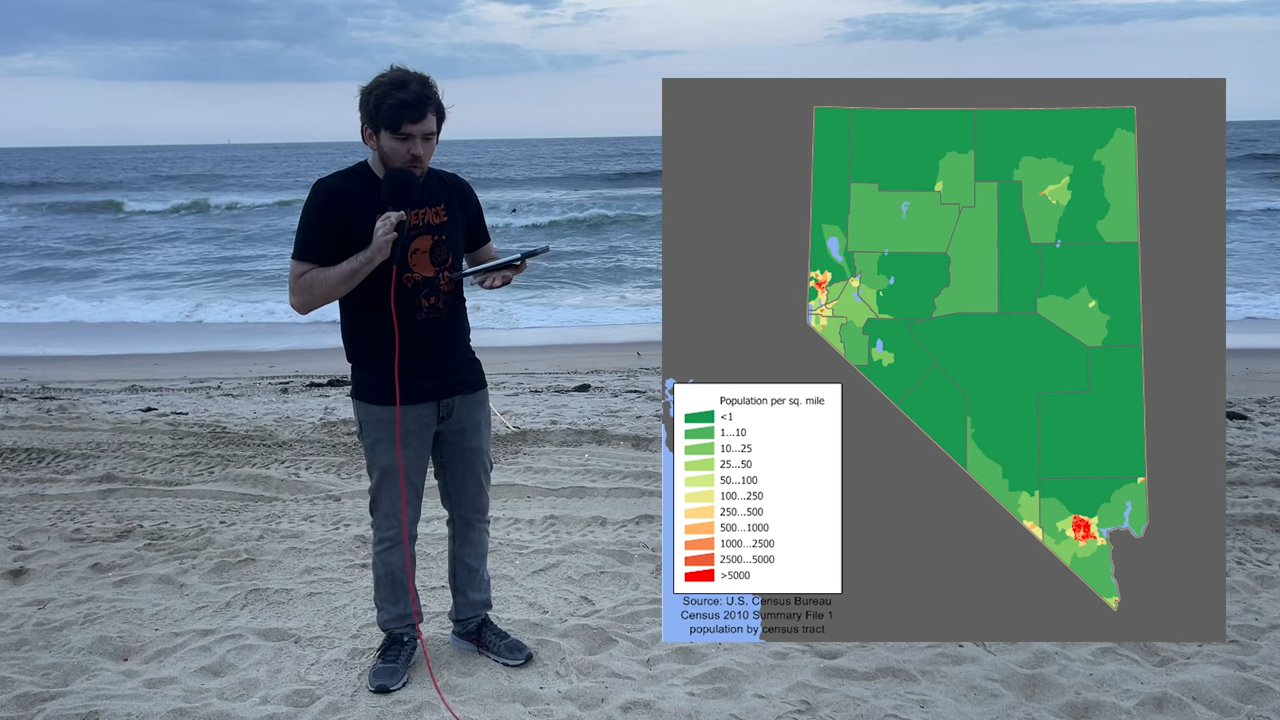 Population per sq. mile
<1
1...10
10...25
25...50
50...100
100...250
250...500
500...1000
1000...2500
2500...5000
>5000
Source: U.S. Census Bureau
Census 2010 Summary File 1
population by census tract